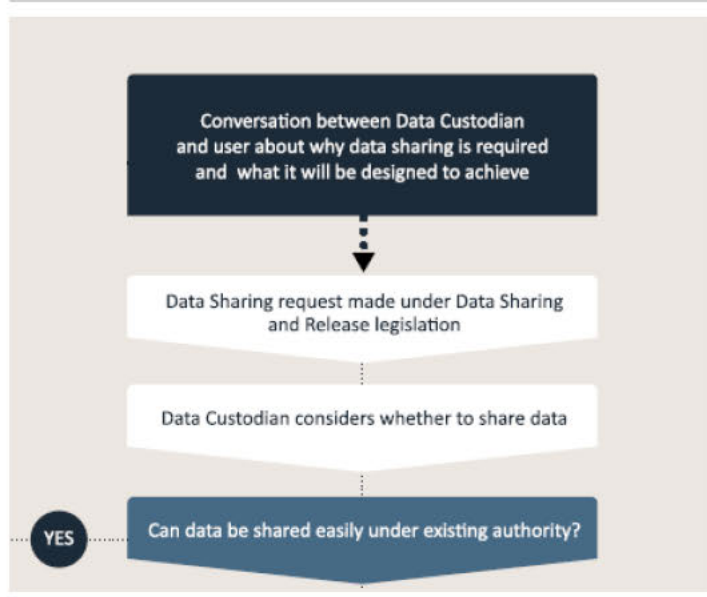 Conversation between Data Custodian
and user about why data sharing is required
and what it will be designed to achieve
Data Sharing request made under Data Sharing
and Release legislation
Data Custodian considers whether to share data
YES
Can data be shared easily under existing authority?